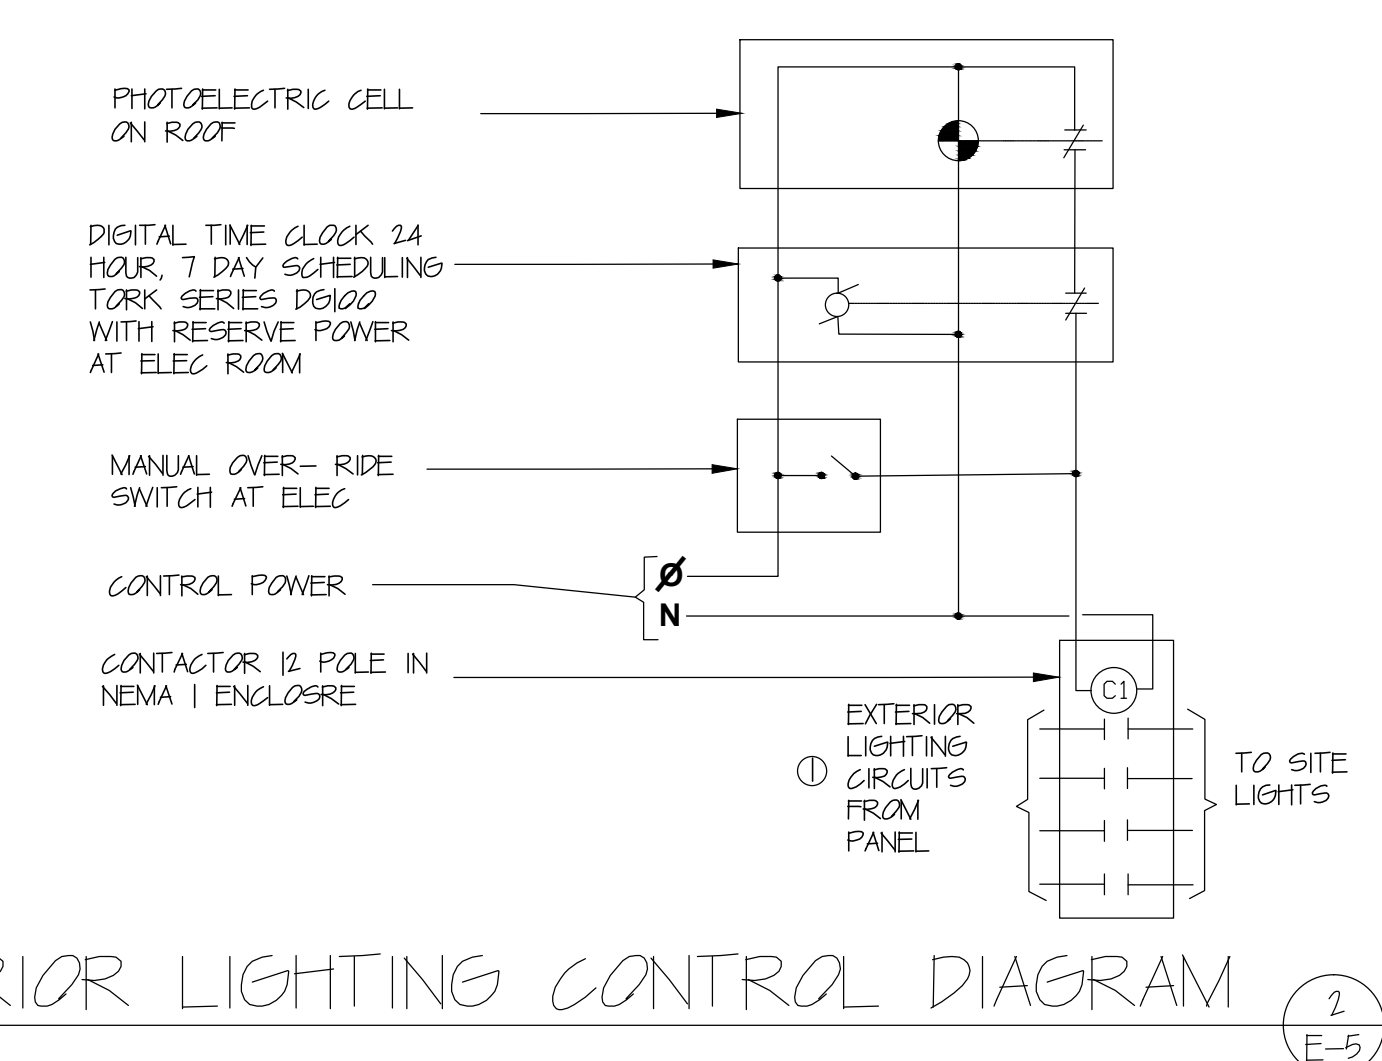 PHOTOELECTRIC CELL
ON ROOF
DIGITAL TIME CLOCK 24
HOUR, 7 DAY SCHEDULING
TORK SERIES DG100
WITH RESERVE POWER
AT ELEC ROOM
MANUAL OVER- RIDE
SWITCH AT ELEC
CONTROL POWER
Ø
N
CONTACTOR 12 POLE IN
NEMA 1 ENCLOSRE
C1
1
EXTERIOR
LIGHTING
CIRCUITS
FROM
PANEL
TO SITE
LIGHTS
RIOR LIGHTING CONTROL DIAGRAM
2
E-5